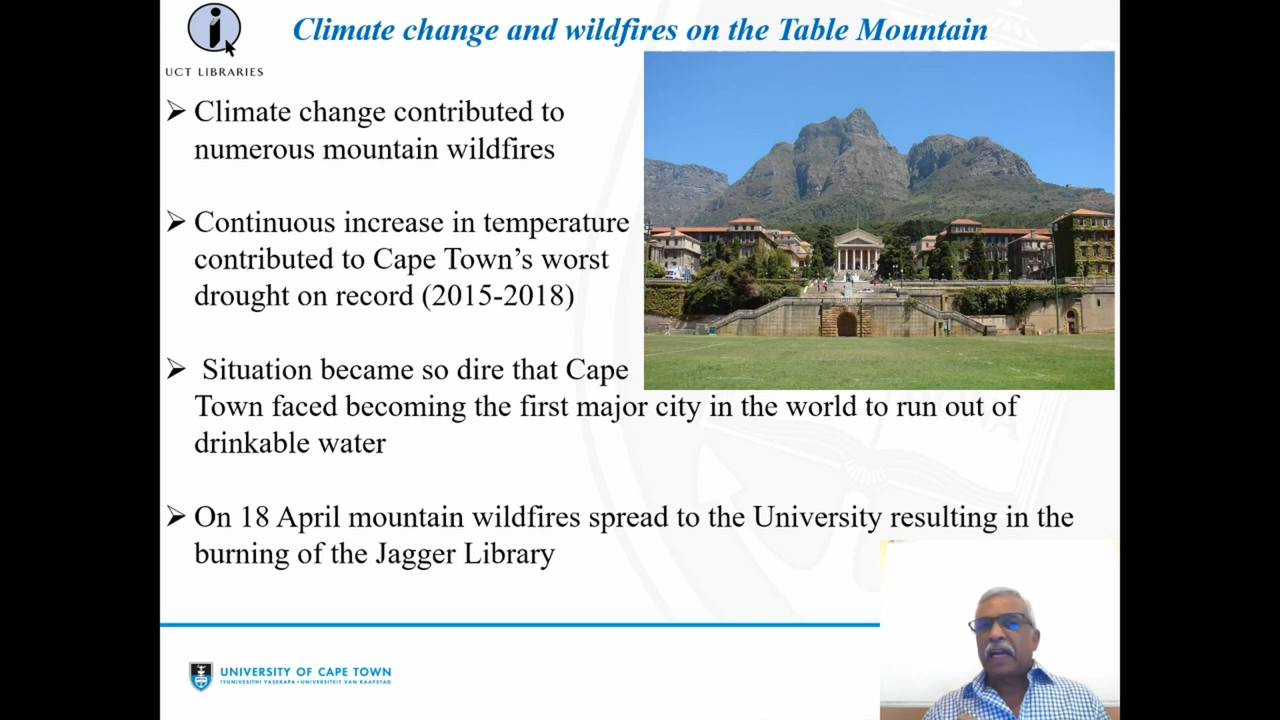 Climate change and wildfires on the Table Mountain
UCT LIBRARIES
➢ Climate change contributed to
numerous mountain wildfires
➢ Continuous increase in temperature
contributed to Cape Town’s worst
drought on record (2015-2018)
➢ Situation became so dire that Cape
Town faced becoming the first major city in the world to run out of
drinkable water
➢ On 18 April mountain wildfires spread to the University resulting in the
burning of the Jagger Library
UNIVERSITY OF CAPE TOWN
IYUNIVESITHI YASEKAPA • UNIVERSITEIT VAN KAAPSTAD